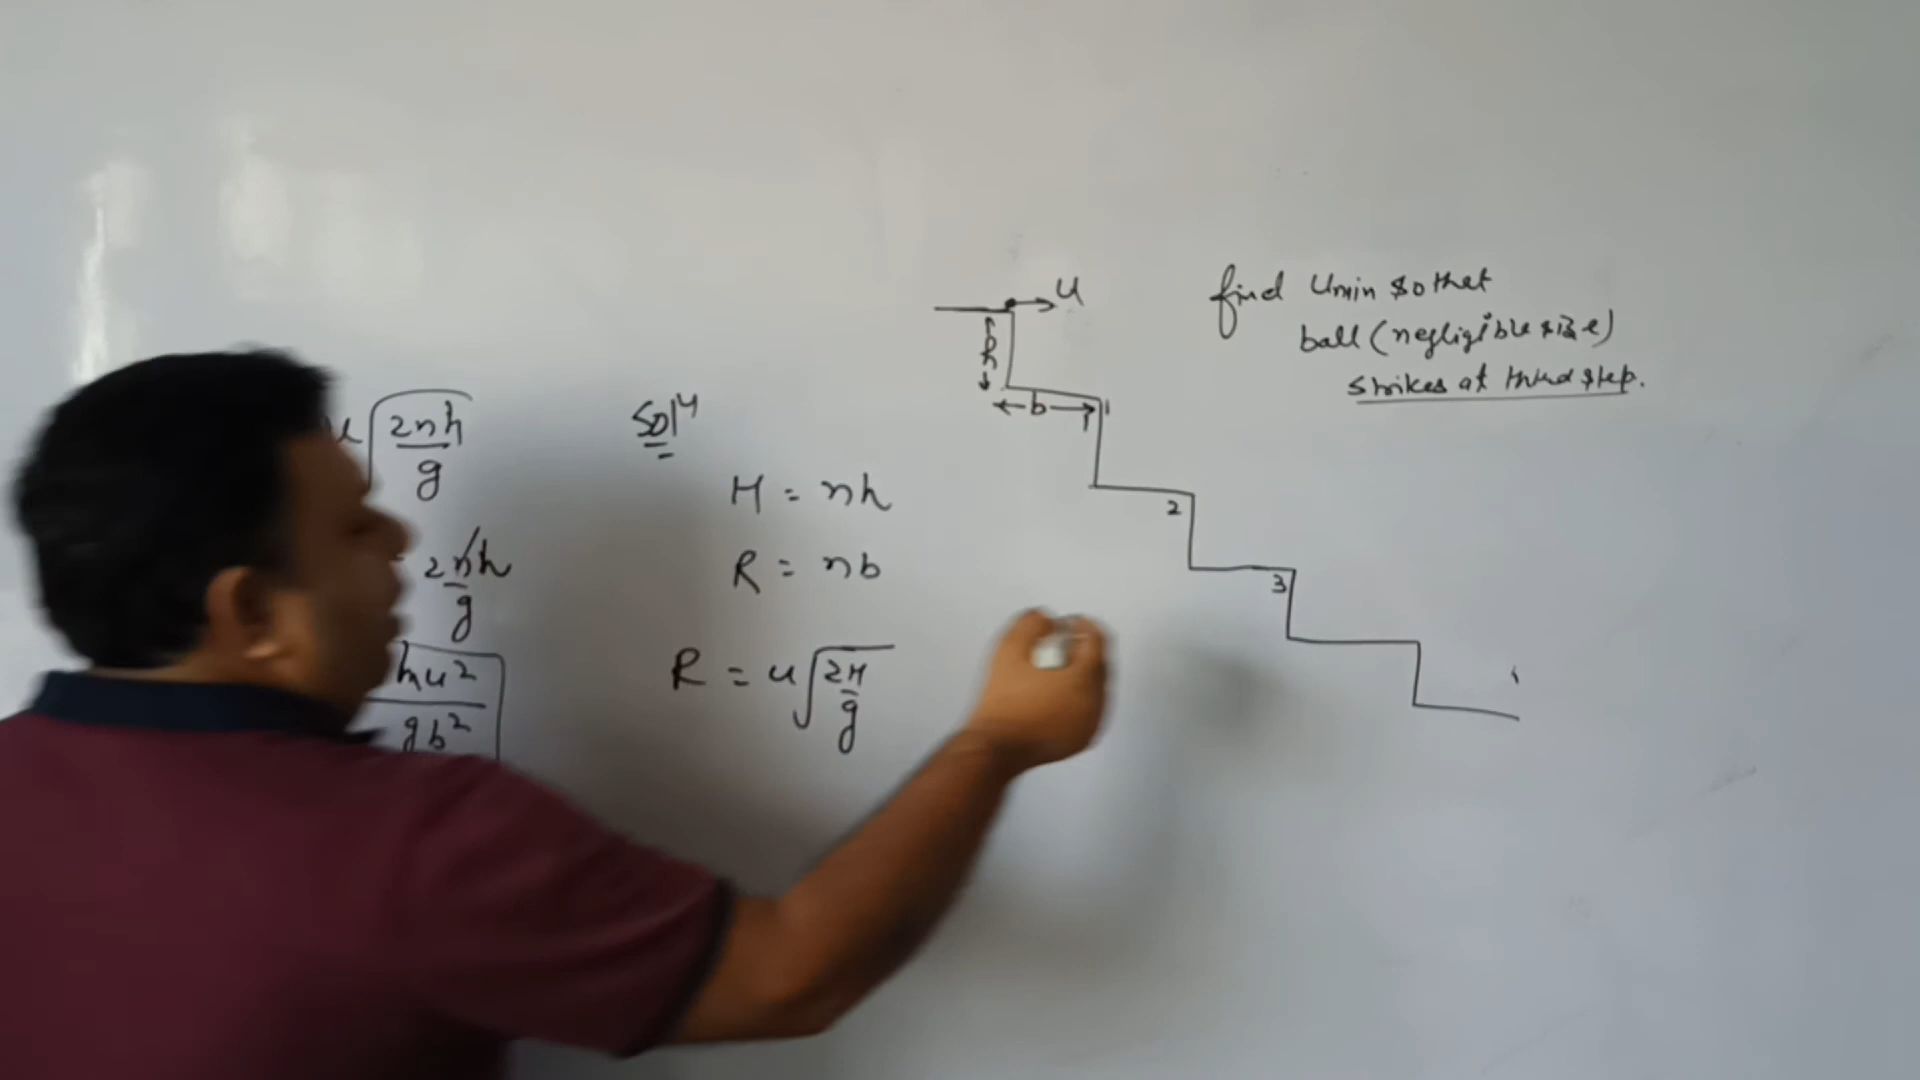 u√2nh/g
2nh/g
hu²/gb²
Solⁿ
H = nh
R = nb
R = u√2H/g
u
h
b
1
2
3
find Umin so that
ball (negligible size)
strikes at third step.